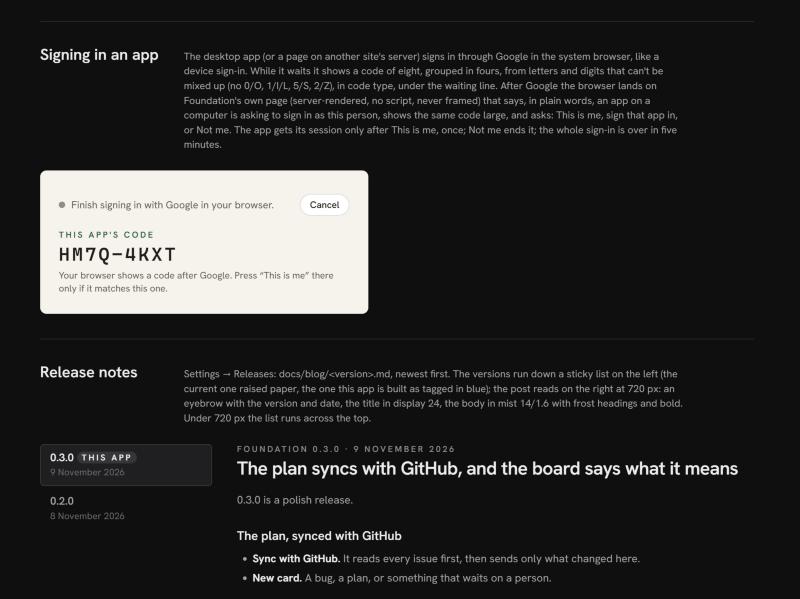 Signing in an app
The desktop app (or a page on another site's server) signs in through Google in the system browser, like a
device sign-in. While it waits it shows a code of eight, grouped in fours, from letters and digits that can't be
mixed up (no 0/O, 1/I/L, 5/S, 2/Z), in code type, under the waiting line. After Google the browser lands on
Foundation's own page (server-rendered, no script, never framed) that says, in plain words, an app on a
computer is asking to sign in as this person, shows the same code large, and asks: This is me, sign that app in,
or Not me. The app gets its session only after This is me, once; Not me ends it; the whole sign-in is over in five
minutes.
Finish signing in with Google in your browser.
Cancel
THIS APP'S CODE
HM7Q-4KXT
Your browser shows a code after Google. Press “This is me” there
only if it matches this one.
Release notes
Settings → Releases: docs/blog/<version>.md, newest first. The versions run down a sticky list on the left (the
current one raised paper, the one this app is built as tagged in blue); the post reads on the right at 720 px: an
eyebrow with the version and date, the title in display 24, the body in mist 14/1.6 with frost headings and bold.
Under 720 px the list runs across the top.
0.3.0 THIS APP
9 November 2026
0.2.0
8 November 2026
FOUNDATION 0.3.0 · 9 NOVEMBER 2026
The plan syncs with GitHub, and the board says what it means
0.3.0 is a polish release.
The plan, synced with GitHub
• Sync with GitHub. It reads every issue first, then sends only what changed here.
• New card. A bug, a plan, or something that waits on a person.